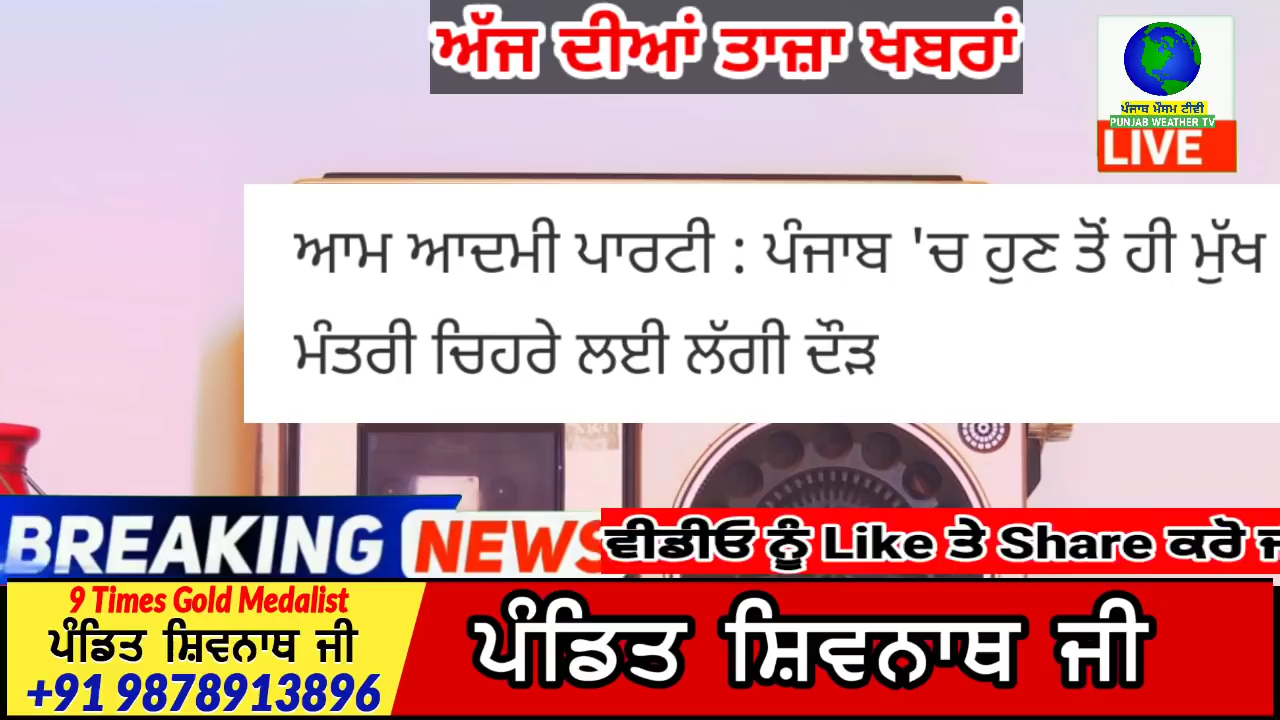 ਅੱਜ ਦੀਆਂ ਤਾਜ਼ਾ ਖਬਰਾਂ
ਪੰਜਾਬ ਮੌਸਮ ਟੀਵੀ
PUNJAB WEATHER TV
LIVE
ਆਮ ਆਦਮੀ ਪਾਰਟੀ : ਪੰਜਾਬ 'ਚ ਹੁਣ ਤੋਂ ਹੀ ਮੁੱਖ
ਮੰਤਰੀ ਚਿਹਰੇ ਲਈ ਲੱਗੀ ਦੌੜ
BREAKING NEWS
ਵੀਡੀਓ ਨੂੰ Like ਤੇ Share ਕਰੋ
9 Times Gold Medalist
ਪੰਡਿਤ ਸ਼ਿਵਨਾਥ ਜੀ
+91 9878913896
ਪੰਡਿਤ ਸ਼ਿਵਨਾਥ ਜੀ